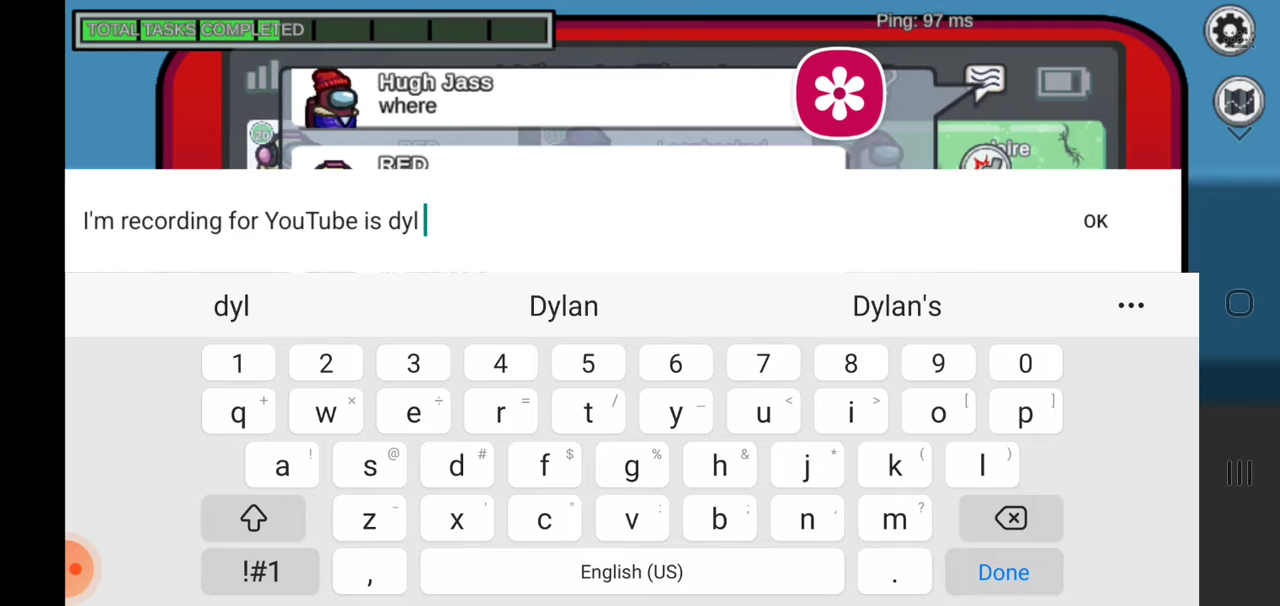 TOTAL TASKS COMPLETED
Ping: 97 ms
Hugh Jass
where
20
RED
I'm recording for YouTube is dyl
OK
dyl Dylan Dylan's
1 2 3 4 5 6 7 8 9 0
q + w × e ÷ r = t / y _ u < i > o [ p ]
a ! s @ d # f $ g % h & j * k ( l )
z - x ' c " v : b ; n , m ?
!#1 , English (US) . Done